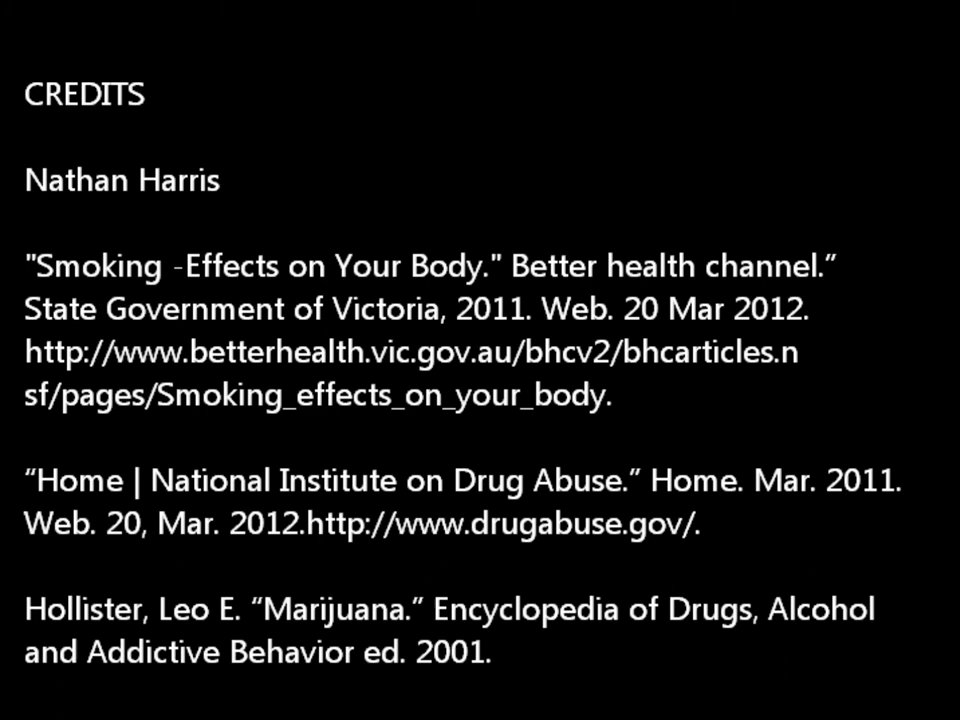 CREDITS
Nathan Harris
"Smoking -Effects on Your Body." Better health channel.”
State Government of Victoria, 2011. Web. 20 Mar 2012.
http://www.betterhealth.vic.gov.au/bhcv2/bhcarticles.n
sf/pages/Smoking_effects_on_your_body.
“Home | National Institute on Drug Abuse.” Home. Mar. 2011.
Web. 20, Mar. 2012.http://www.drugabuse.gov/.
Hollister, Leo E. “Marijuana.” Encyclopedia of Drugs, Alcohol
and Addictive Behavior ed. 2001.